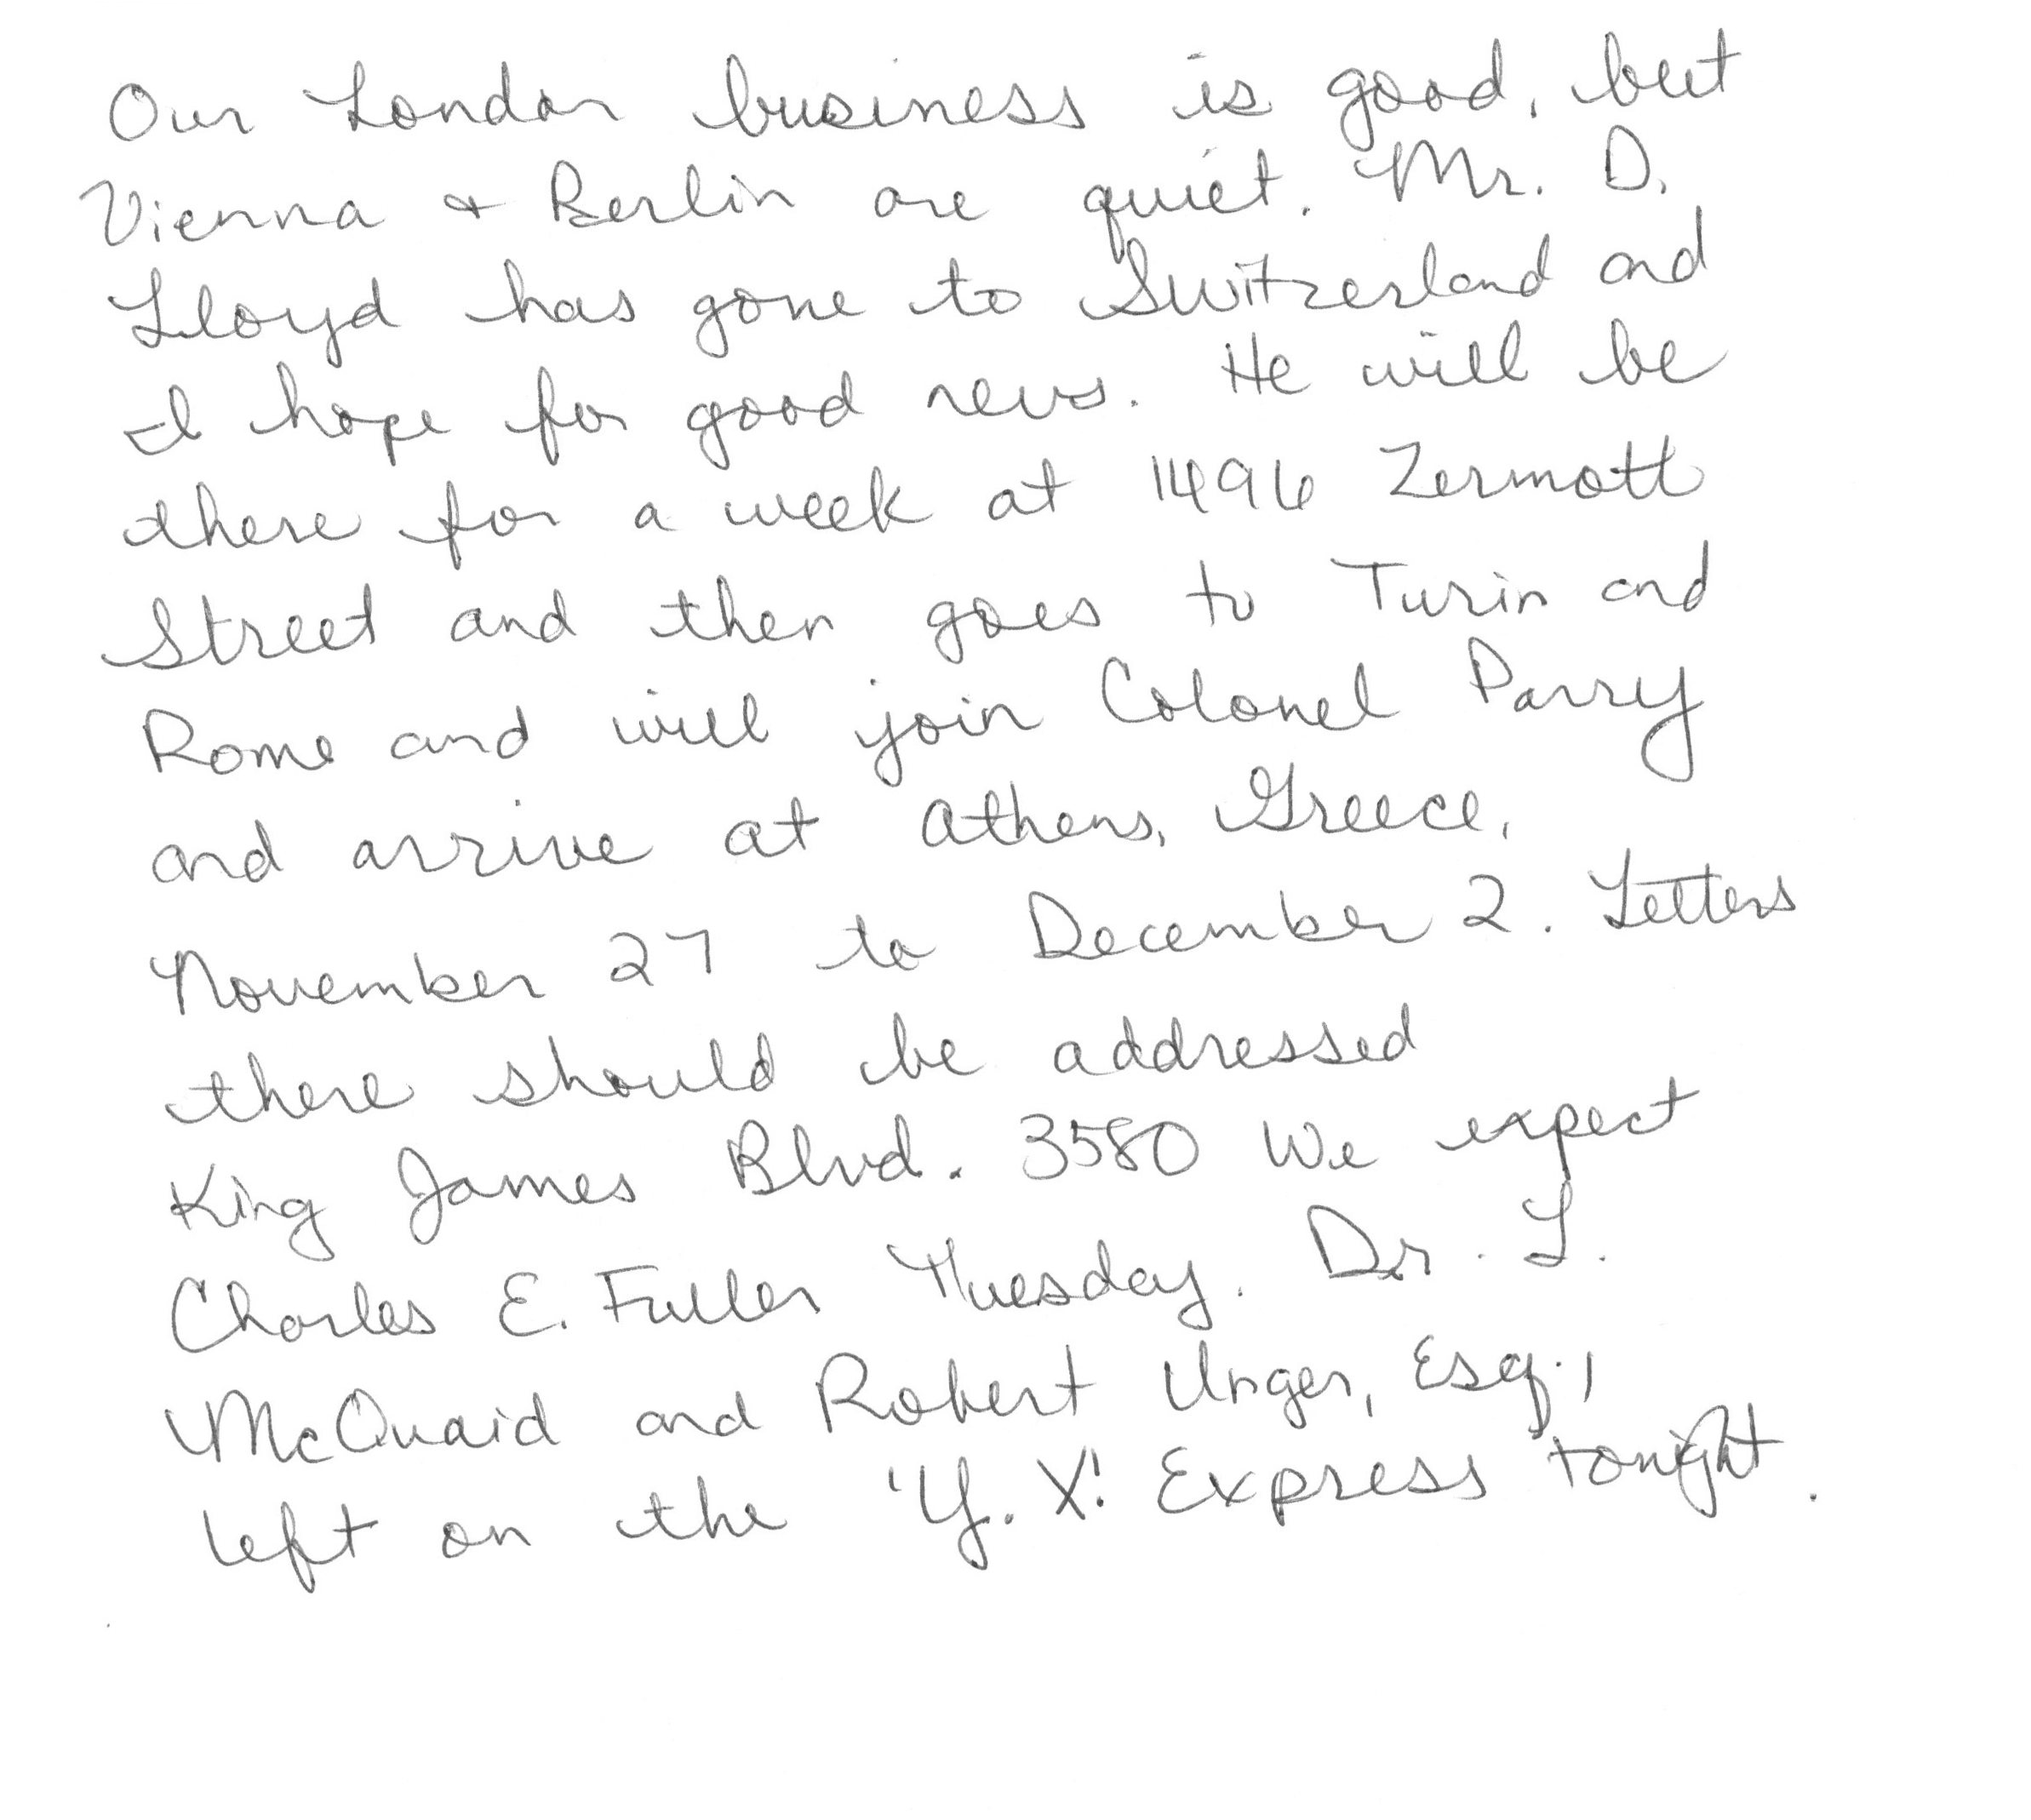 Our London business is good, but
Vienna + Berlin are quiet. Mr. D.
Lloyd has gone to Switzerland and
I hope for good news. He will be
there for a week at 1496 Zermott
Street and then goes to Turin and
Rome and will join Colonel Parry
and arrive at Athens, Greece,
November 27 to December 2. Letters
there should be addressed
King James Blvd. 3580 We expect
Charles E. Fuller Tuesday. Dr. L.
McQuaid and Robert Unger, Esq.,
left on the 'Y. X.' Express tonight.